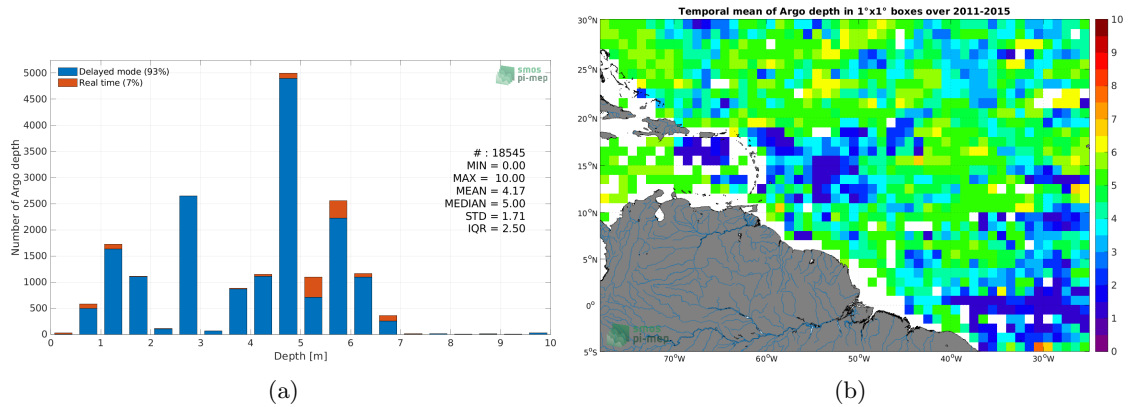 Delayed mode (93%)
Real time (7%)
smos
pi-mep
# : 18545
MIN = 0.00
MAX = 10.00
MEAN = 4.17
MEDIAN = 5.00
STD = 1.71
IQR = 2.50
Number of Argo depth
5000
4500
4000
3500
3000
2500
2000
1500
1000
500
0
0 1 2 3 4 5 6 7 8 9 10
Depth [m]
(a)
Temporal mean of Argo depth in 1°x1° boxes over 2011-2015
30°N
25°N
20°N
15°N
10°N
5°N
0°
5°S
70°W 60°W 50°W 40°W 30°W
smos
pi-mep
10
9
8
7
6
5
4
3
2
1
0
(b)